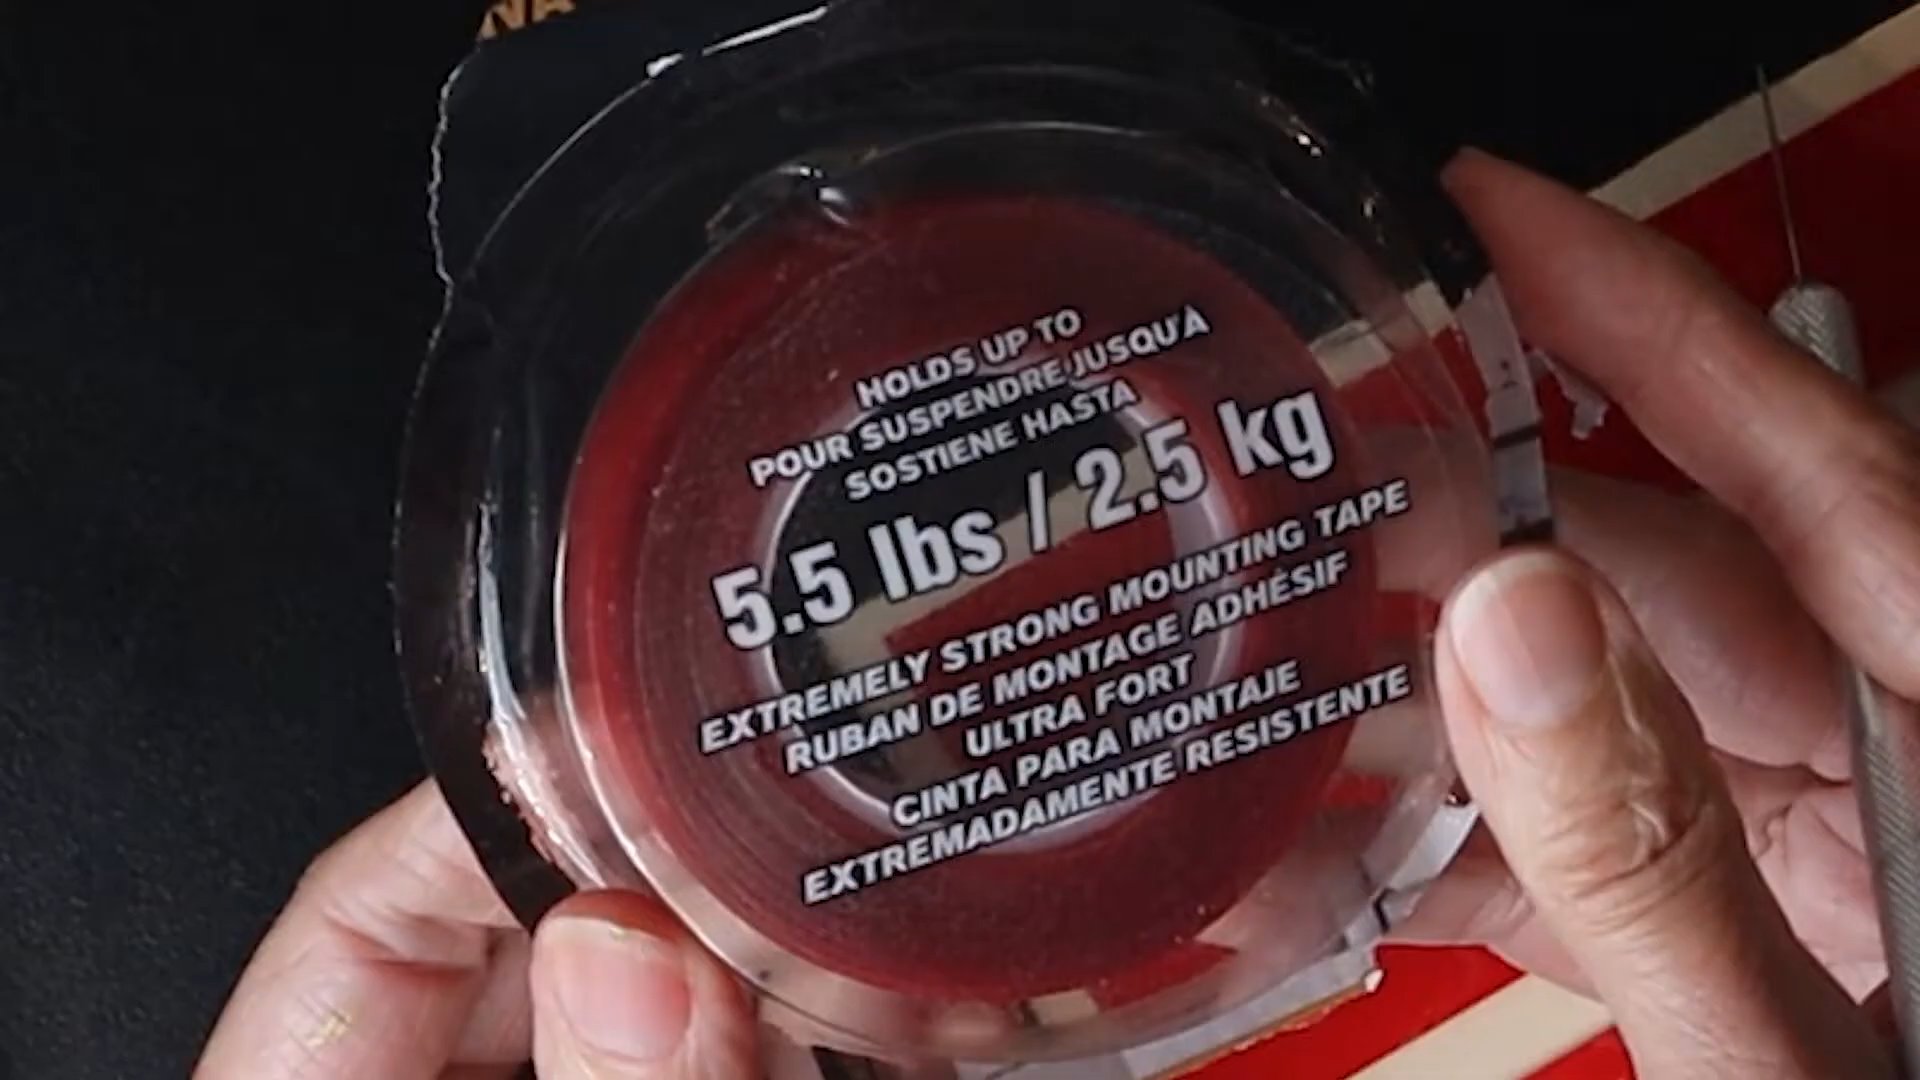 HOLDS UP TO
POUR SUSPENDRE JUSQU'À
SOSTIENE HASTA
5.5 lbs / 2.5 kg
EXTREMELY STRONG MOUNTING TAPE
RUBAN DE MONTAGE ADHÉSIF
ULTRA FORT
CINTA PARA MONTAJE
EXTREMADAMENTE RESISTENTE